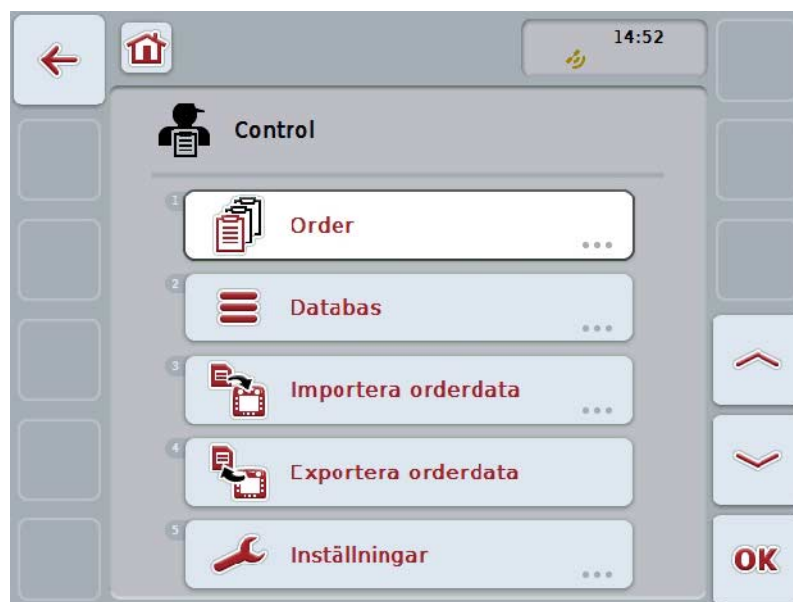 14:52
Control
1
Order
2
Databas
3
Importera orderdata
4
Exportera orderdata
5
Inställningar
OK